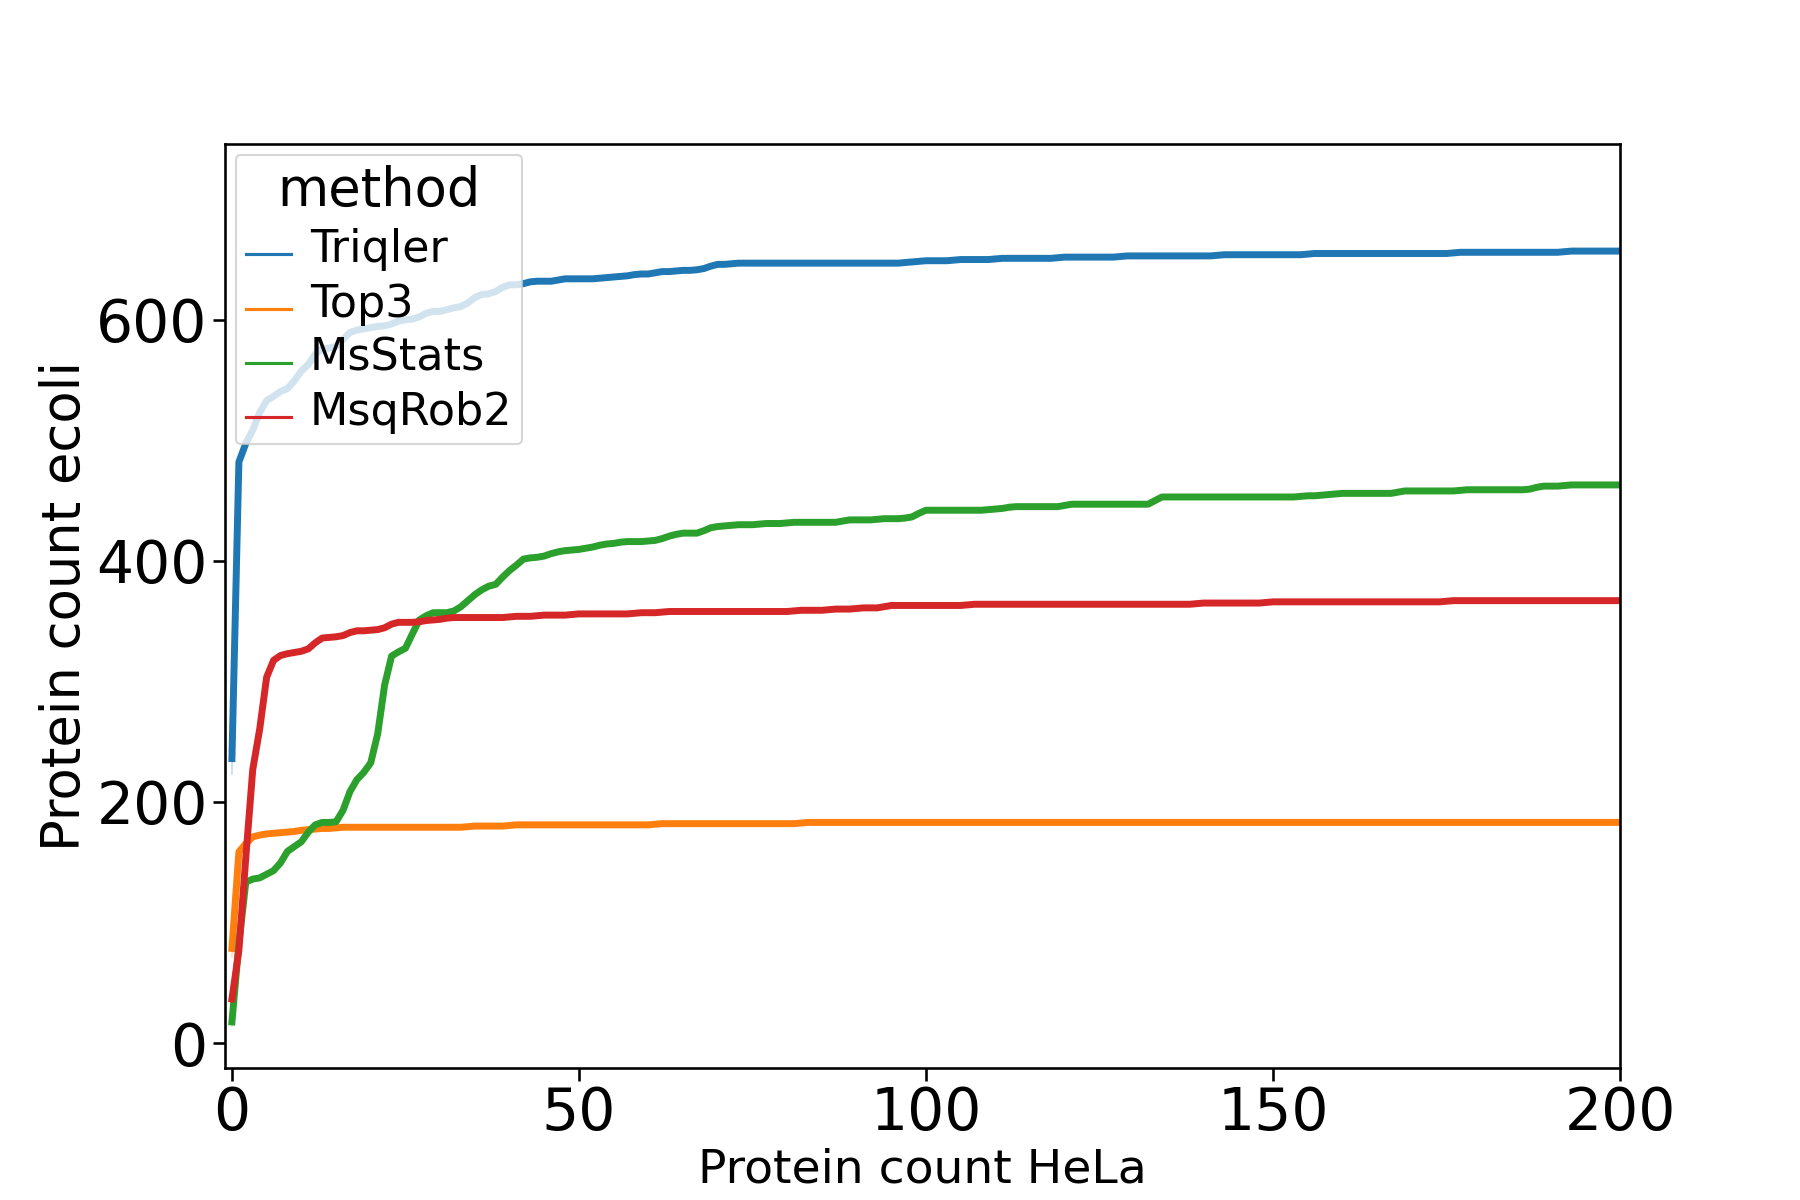 method
Triqler
Top3
MsStats
MsqRob2
Protein count ecoli
600
400
200
0
0 50 100 150 200
Protein count HeLa